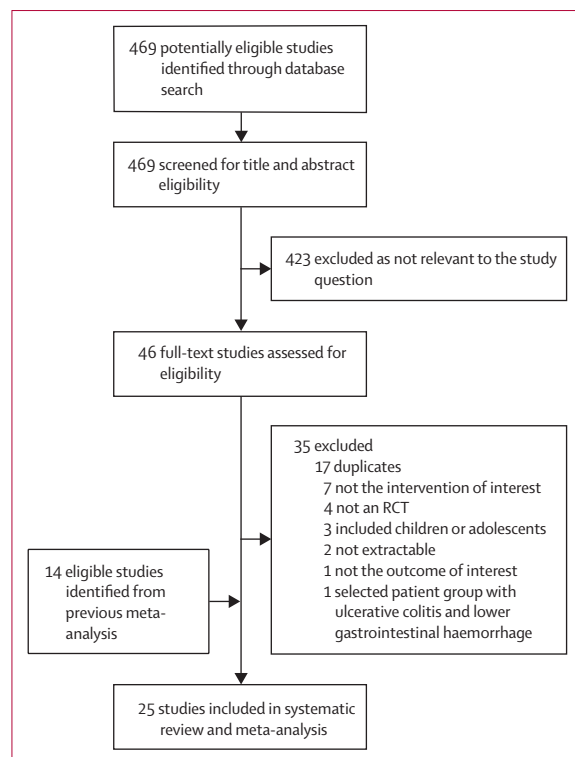 469 potentially eligible studies
identified through database
search
469 screened for title and abstract
eligibility
423 excluded as not relevant to the study
question
46 full-text studies assessed for
eligibility
35 excluded
17 duplicates
7 not the intervention of interest
4 not an RCT
3 included children or adolescents
2 not extractable
1 not the outcome of interest
1 selected patient group with
ulcerative colitis and lower
gastrointestinal haemorrhage
14 eligible studies
identified from
previous meta-
analysis
25 studies included in systematic
review and meta-analysis